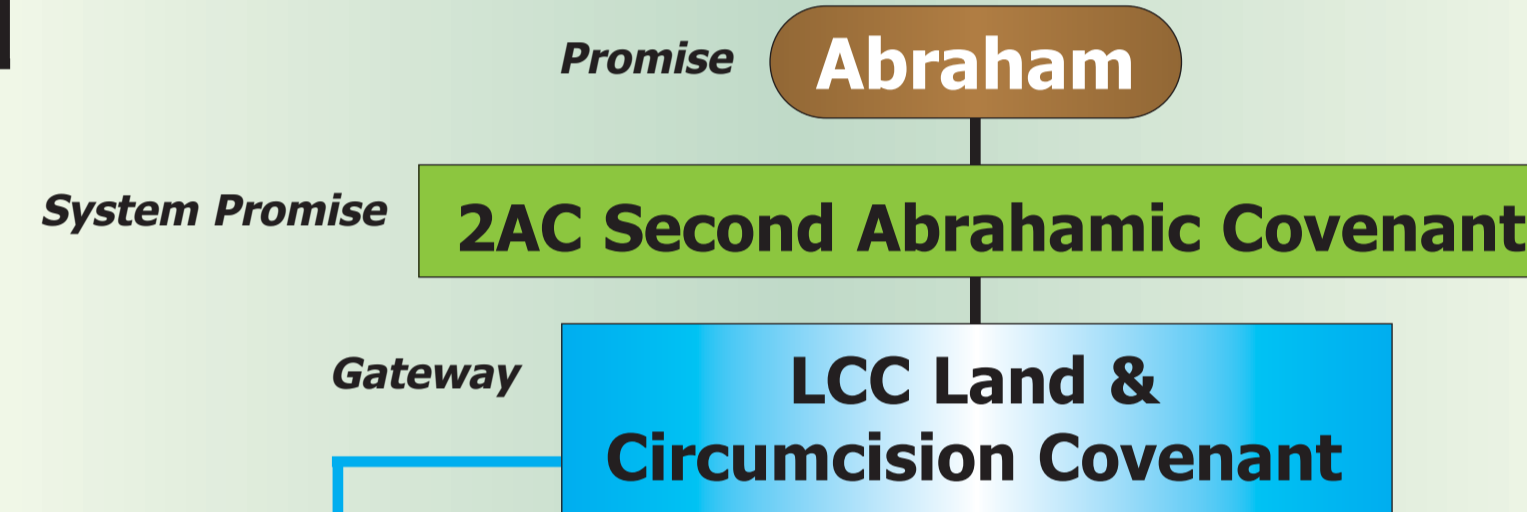 Promise
Abraham
System Promise
2AC Second Abrahamic Covenant
Gateway
LCC Land &
Circumcision Covenant